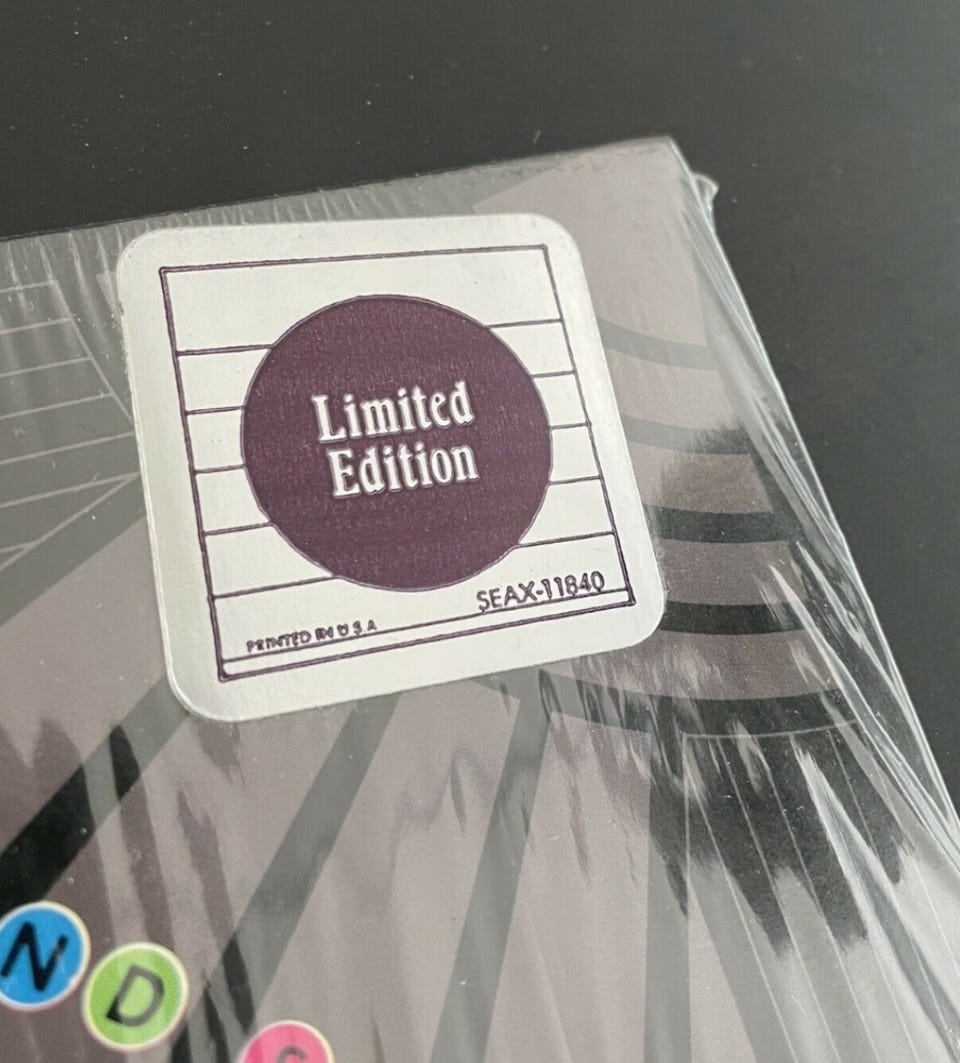 Limited
Edition
SEAX-11840
PRINTED IN U.S.A
N
D